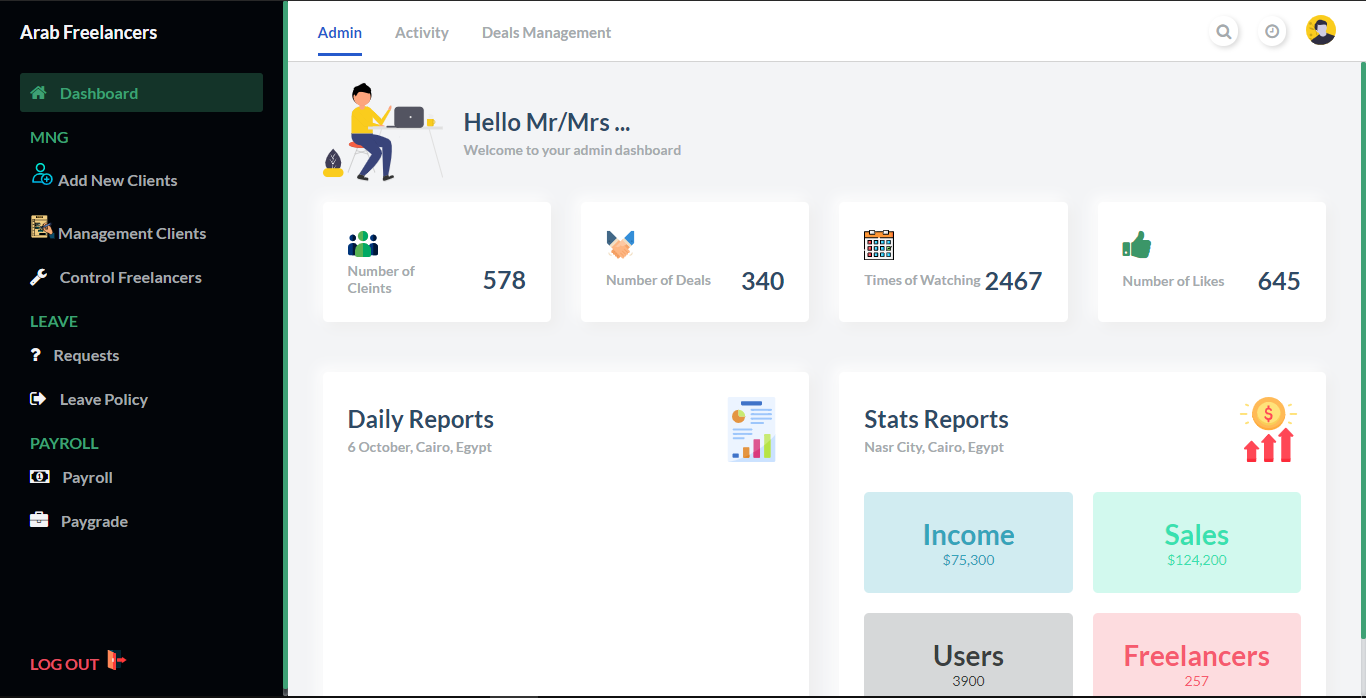 Arab Freelancers
Dashboard
MNG
Add New Clients
Management Clients
Control Freelancers
LEAVE
Requests
Leave Policy
PAYROLL
Payroll
Paygrade
LOG OUT
Admin
Activity
Deals Management
Hello Mr/Mrs ...
Welcome to your admin dashboard
Number of
Cleints
578
Number of Deals
340
Times of Watching
2467
Number of Likes
645
Daily Reports
6 October, Cairo, Egypt
Stats Reports
Nasr City, Cairo, Egypt
Income
$75,300
Sales
$124,200
Users
3900
Freelancers
257